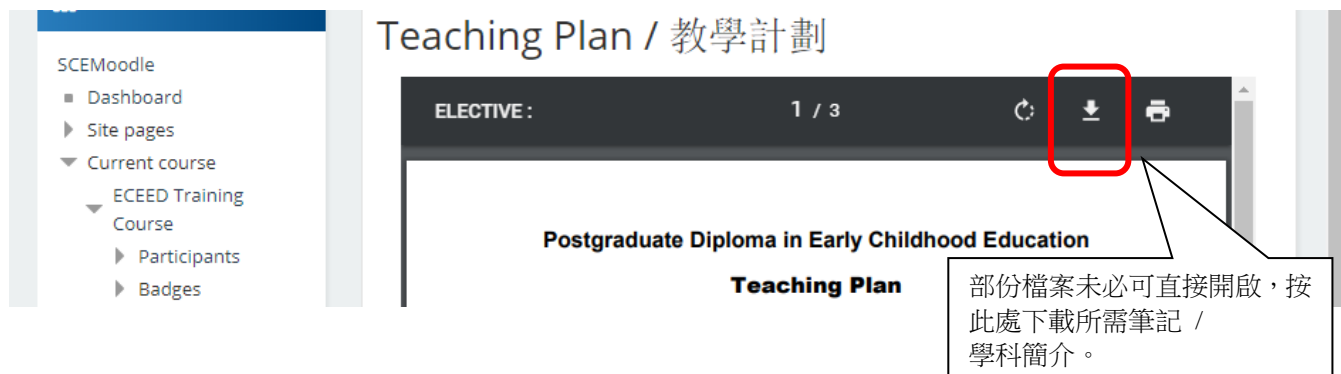 Teaching Plan / 教學計劃
SCEMoodle
Dashboard
Site pages
Current course
ECEED Training
Course
Participants
Badges
ELECTIVE :
1 / 3
Postgraduate Diploma in Early Childhood Education
Teaching Plan
部份檔案未必可直接開啟，按
此處下載所需筆記 /
學科簡介。